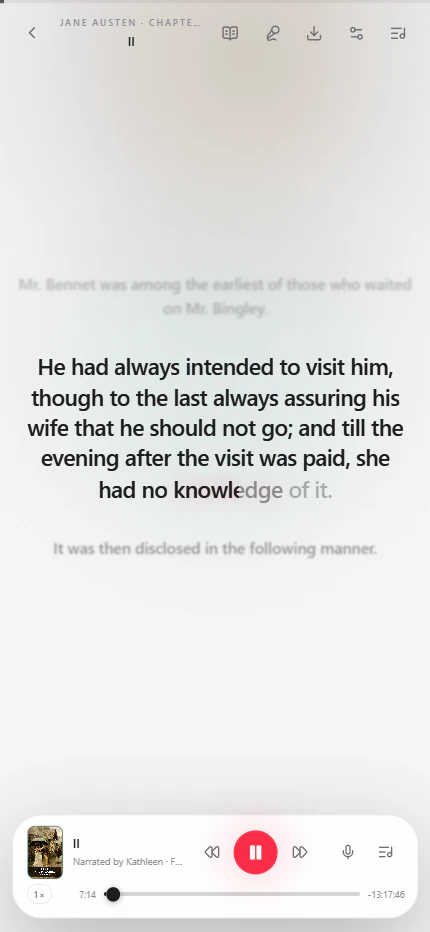 JANE AUSTEN · CHAPTE...
II
Mr. Bennet was among the earliest of those who waited
on Mr. Bingley.
He had always intended to visit him,
though to the last always assuring his
wife that he should not go; and till the
evening after the visit was paid, she
had no knowledge of it.
It was then disclosed in the following manner.
II
Narrated by Kathleen · F...
1×
7:14
-13:17:46